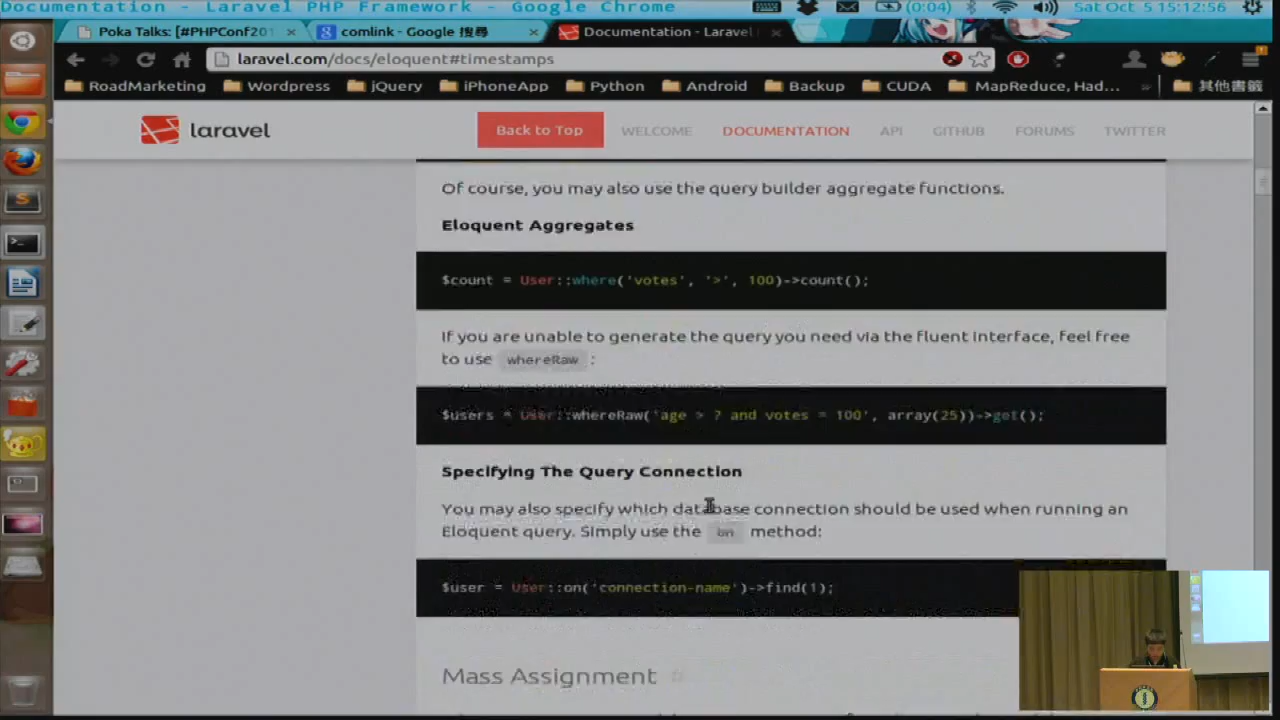 Documentation - Laravel PHP Framework - Google Chrome
(0:04)
Sat Oct 5 15:12:56
Poka Talks: [#PHPConf201
comlink - Google 搜尋
Documentation - Laravel
laravel.com/docs/eloquent#timestamps
RoadMarketing
Wordpress
jQuery
iPhoneApp
Python
Android
Backup
CUDA
MapReduce, Had...
»
其他書籤
laravel
Back to Top
WELCOME
DOCUMENTATION
API
GITHUB
FORUMS
TWITTER
Of course, you may also use the query builder aggregate functions.
Eloquent Aggregates
$count = User::where('votes', '>', 100)->count();
If you are unable to generate the query you need via the fluent interface, feel free
to use whereRaw :
$users = User::whereRaw('age > ? and votes = 100', array(25))->get();
Specifying The Query Connection
You may also specify which database connection should be used when running an
Eloquent query. Simply use the on method:
$user = User::on('connection-name')->find(1);
Mass Assignment